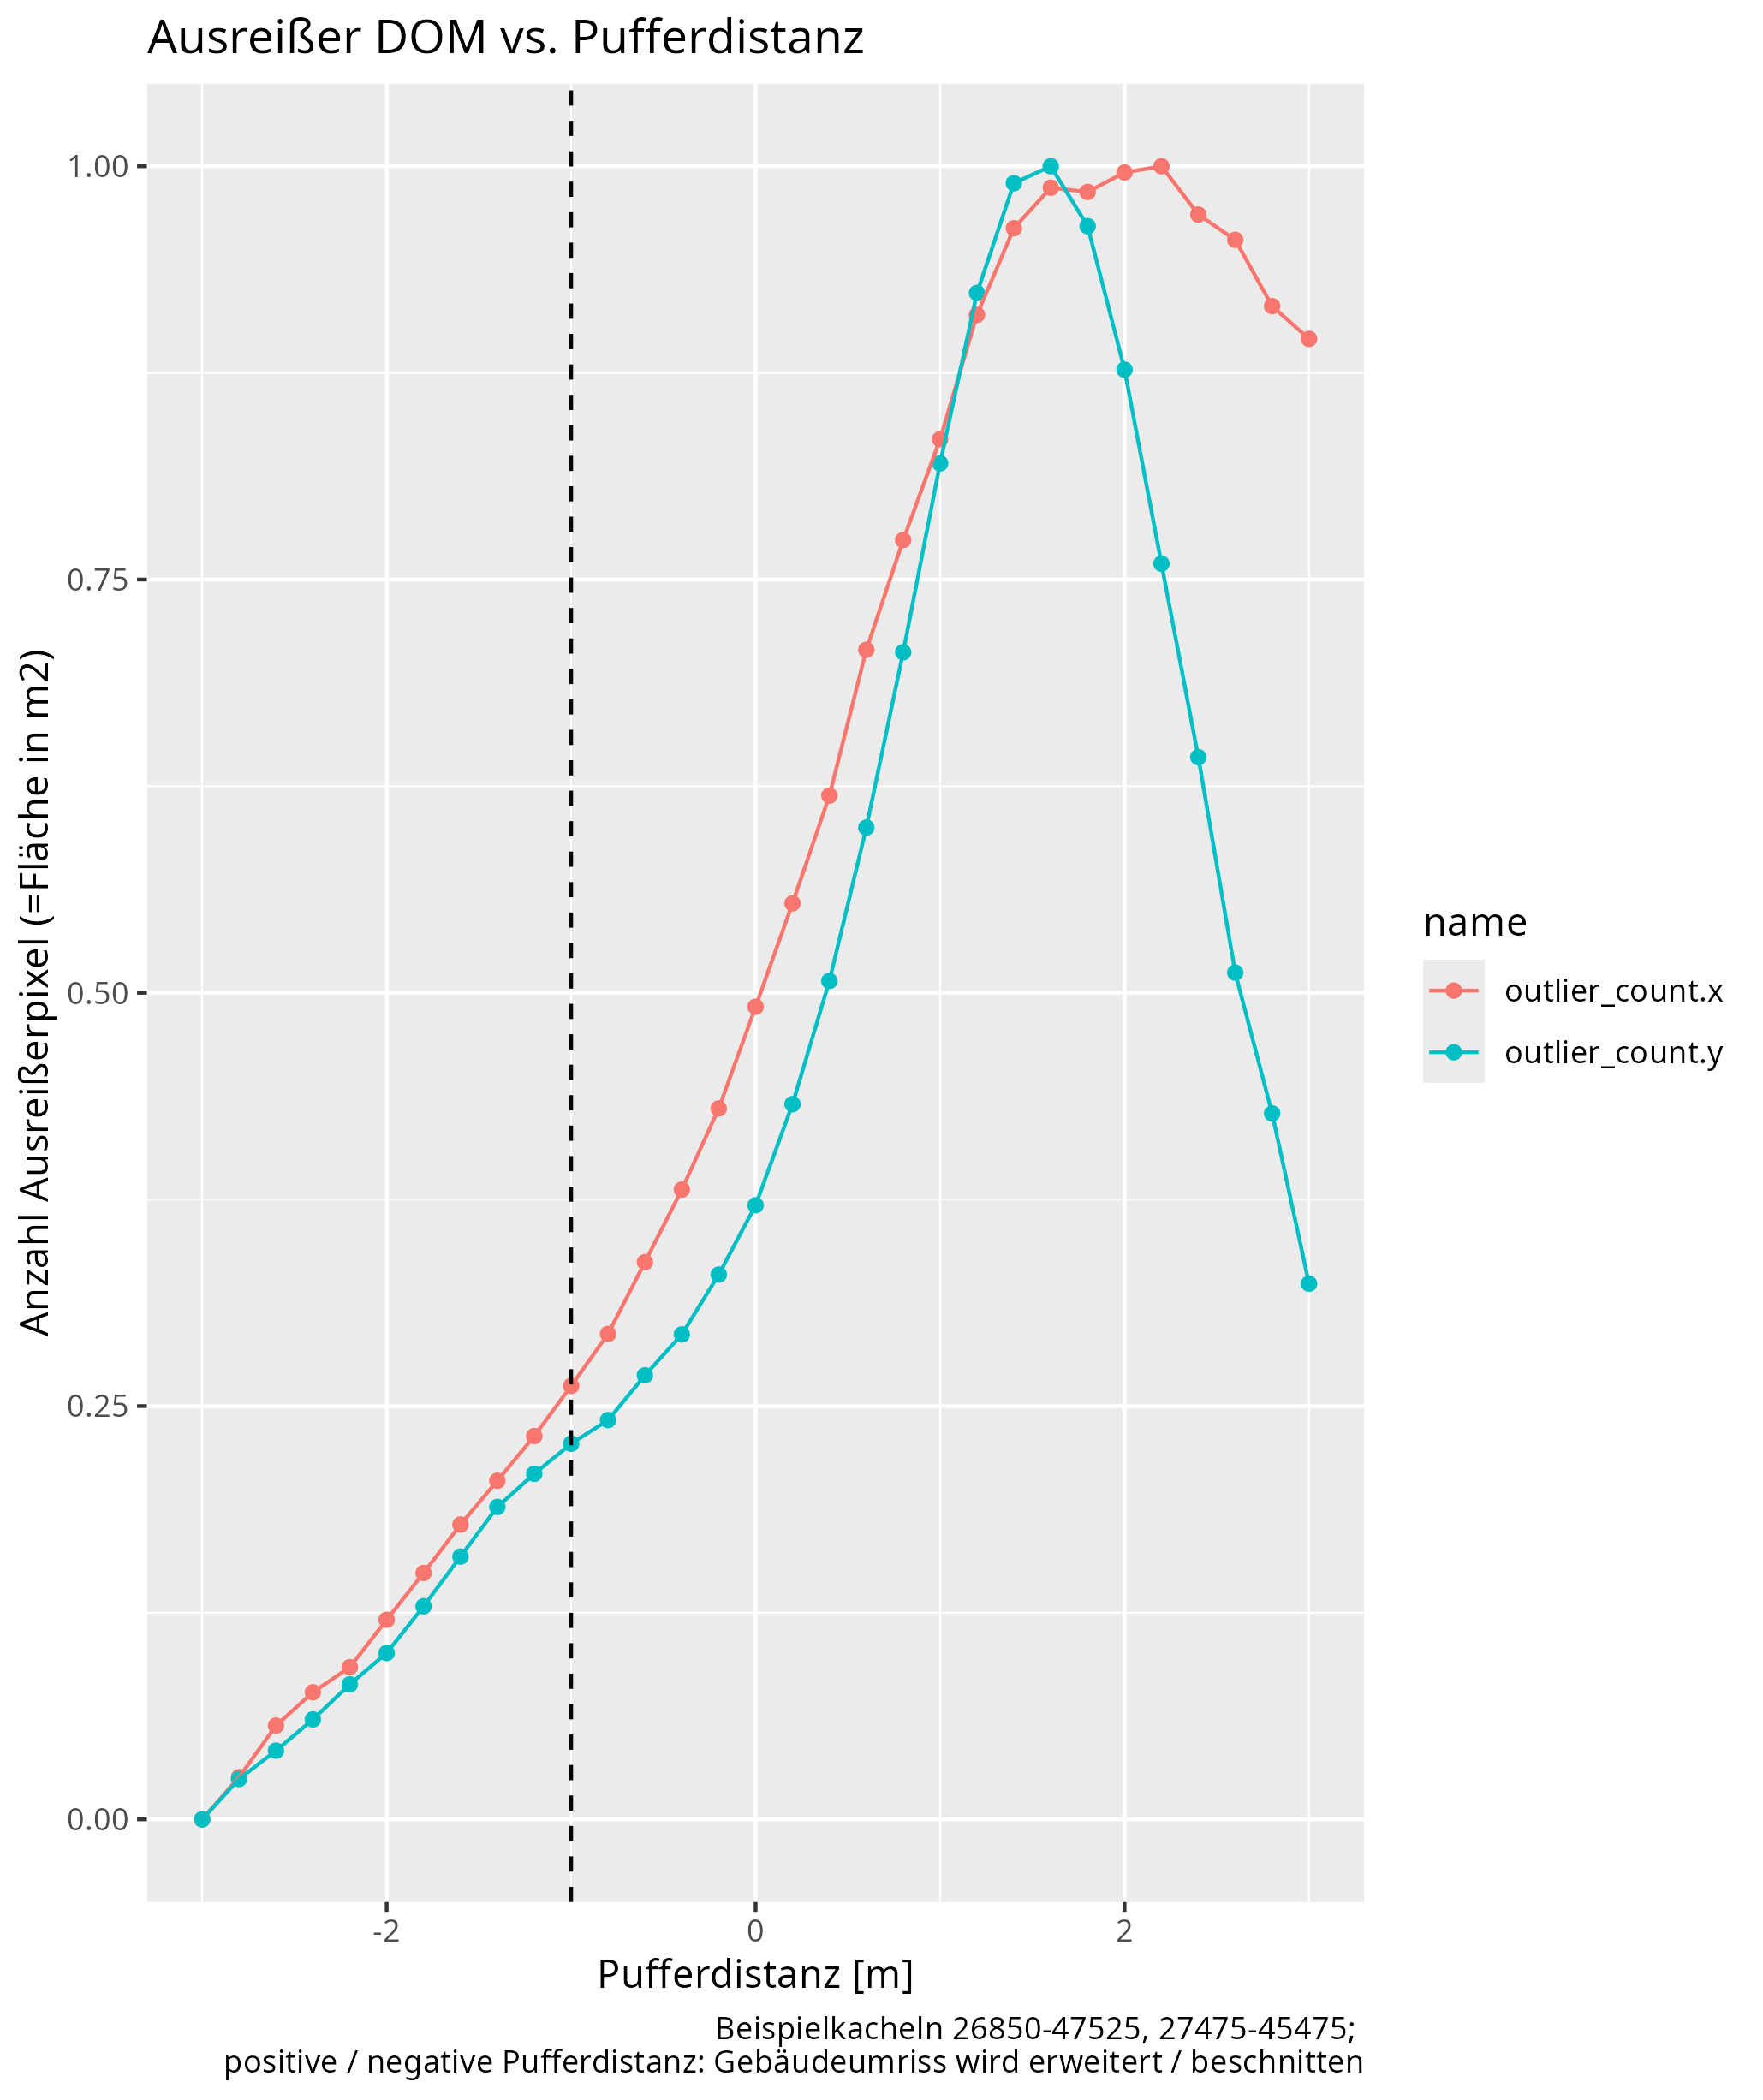 Ausreißer DOM vs. Pufferdistanz
Anzahl Ausreißerpixel (=Fläche in m2)
1.00
0.75
0.50
0.25
0.00
-2
0
2
Pufferdistanz [m]
name
outlier_count.x
outlier_count.y
Beispielkacheln 26850-47525, 27475-45475;
positive / negative Pufferdistanz: Gebäudeumriss wird erweitert / beschnitten